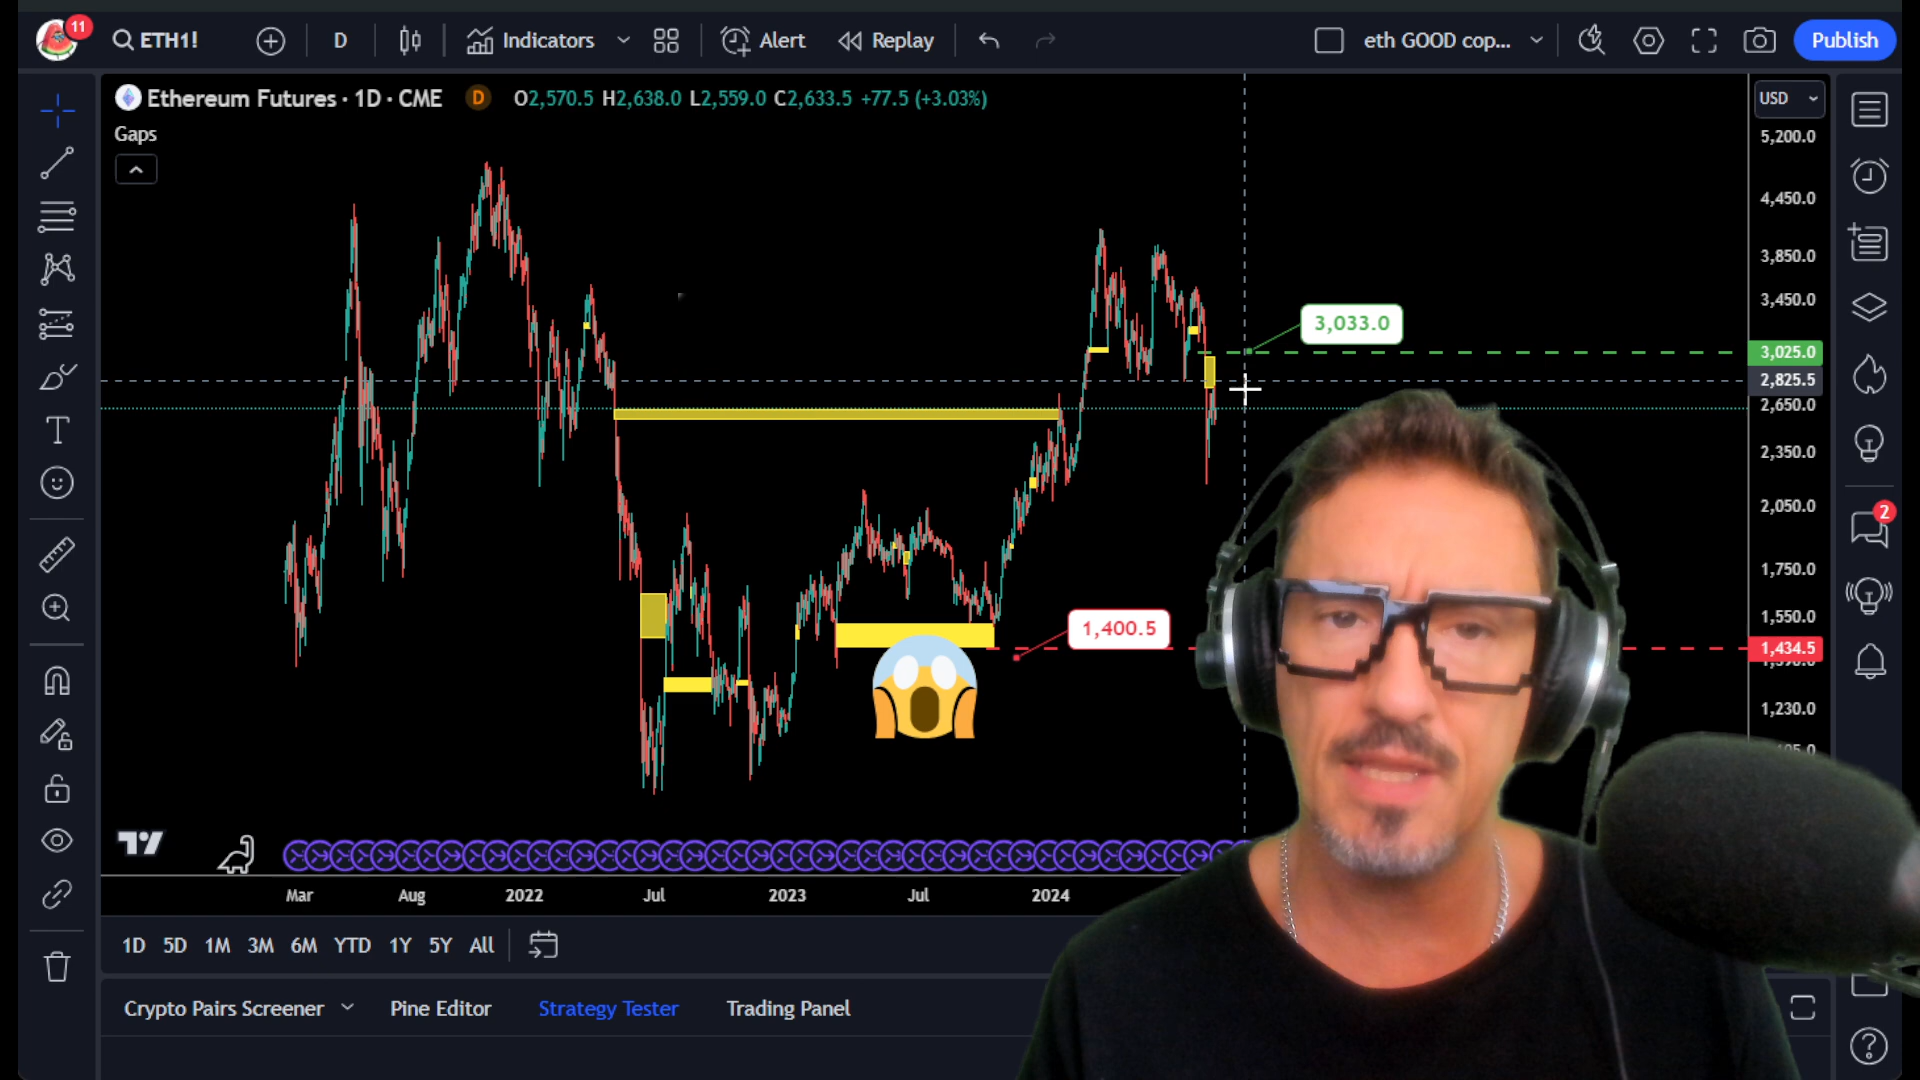 11
ETH1!
D
Indicators
Alert
Replay
eth GOOD cop...
Publish
Ethereum Futures · 1D · CME
D
O2,570.5 H2,638.0 L2,559.0 C2,633.5 +77.5 (+3.03%)
Gaps
USD
5,200.0
4,450.0
3,850.0
3,450.0
3,033.0
3,025.0
2,825.5
2,650.0
2,350.0
2,050.0
2
1,750.0
1,550.0
1,400.5
1,434.5
1,230.0
Mar
Aug
2022
Jul
2023
Jul
2024
1D 5D 1M 3M 6M YTD 1Y 5Y All
Crypto Pairs Screener
Pine Editor
Strategy Tester
Trading Panel